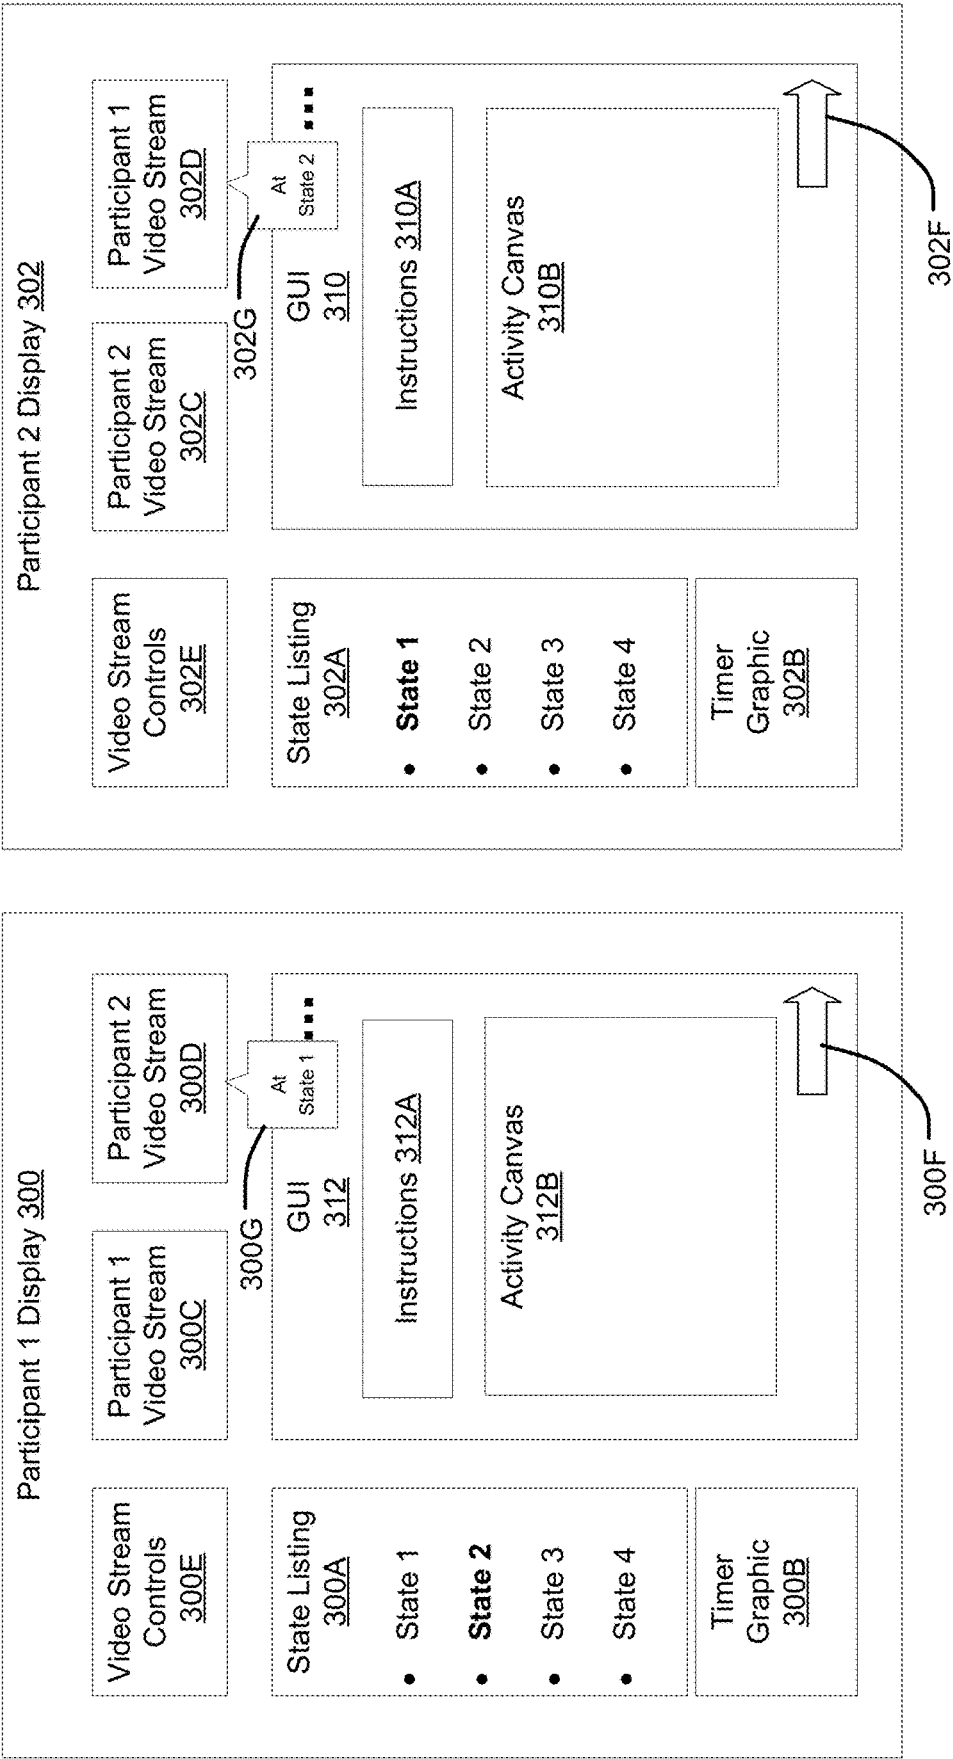 Participant 1 Display 300
Video Stream
Controls
300E
Participant 1
Video Stream
300C
Participant 2
Video Stream
300D
300G
At
State 1
State Listing
300A
• State 1
• State 2
• State 3
• State 4
Timer
Graphic
300B
GUI
312
Instructions 312A
Activity Canvas
312B
300F
Participant 2 Display 302
Video Stream
Controls
302E
Participant 2
Video Stream
302C
Participant 1
Video Stream
302D
302G
At
State 2
State Listing
302A
• State 1
• State 2
• State 3
• State 4
Timer
Graphic
302B
GUI
310
Instructions 310A
Activity Canvas
310B
302F